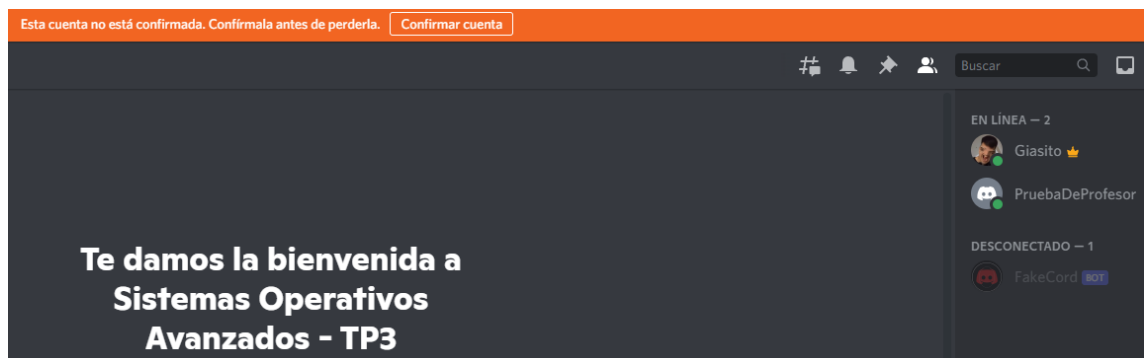 Esta cuenta no está confirmada. Confírmala antes de perderla. Confirmar cuenta
Buscar
EN LÍNEA — 2
Giasito
PruebaDeProfesor
DESCONECTADO — 1
FakeCord BOT
Te damos la bienvenida a
Sistemas Operativos
Avanzados - TP3